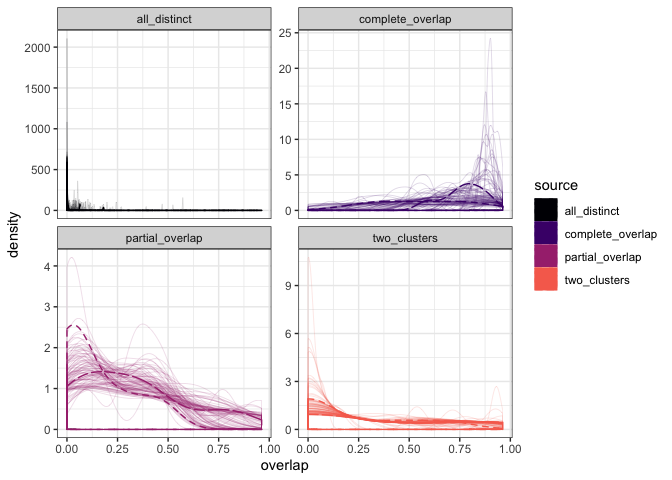 all_distinct
complete_overlap
2000
1500
1000
500
0
25
20
15
10
5
0
density
source
all_distinct
complete_overlap
partial_overlap
two_clusters
partial_overlap
two_clusters
4
3
2
1
0
9
6
3
0
0.00 0.25 0.50 0.75 1.00
0.00 0.25 0.50 0.75 1.00
overlap